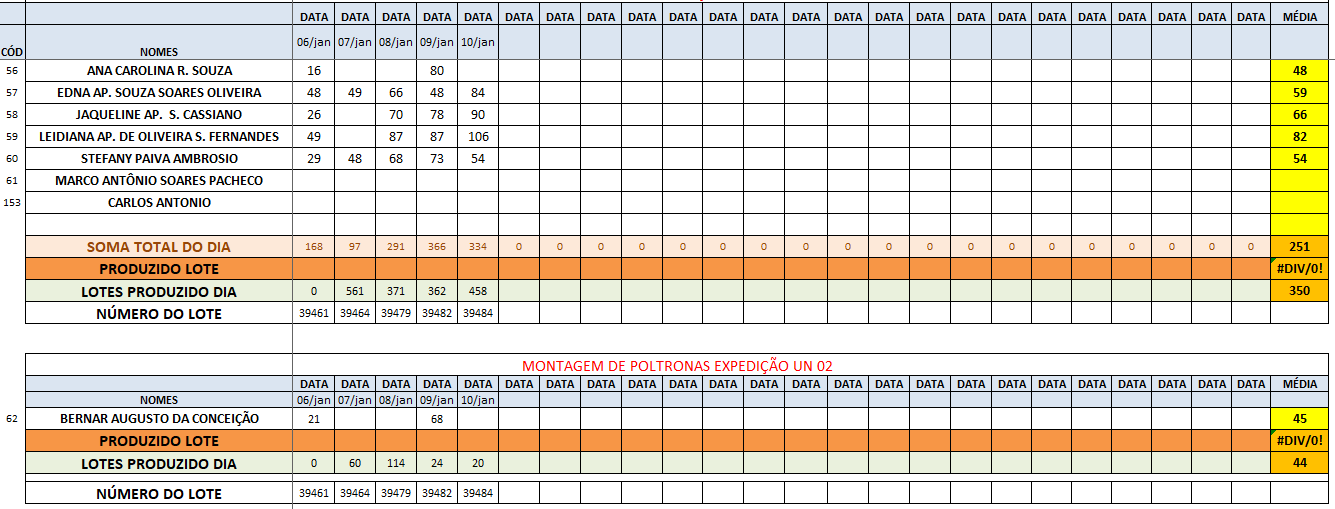 DATA DATA DATA DATA DATA DATA DATA DATA DATA DATA DATA DATA DATA DATA DATA DATA DATA DATA DATA DATA DATA DATA DATA DATA MÉDIA
CÓD NOMES 06/jan 07/jan 08/jan 09/jan 10/jan
56 ANA CAROLINA R. SOUZA 16 80 48
57 EDNA AP. SOUZA SOARES OLIVEIRA 48 49 66 48 84 59
58 JAQUELINE AP. S. CASSIANO 26 70 78 90 66
59 LEIDIANA AP. DE OLIVEIRA S. FERNANDES 49 87 87 106 82
60 STEFANY PAIVA AMBROSIO 29 48 68 73 54 54
61 MARCO ANTÔNIO SOARES PACHECO
153 CARLOS ANTONIO
SOMA TOTAL DO DIA 168 97 291 366 334 0 0 0 0 0 0 0 0 0 0 0 0 0 0 0 0 0 0 0 251
PRODUZIDO LOTE #DIV/0!
LOTES PRODUZIDO DIA 0 561 371 362 458 350
NÚMERO DO LOTE 39461 39464 39479 39482 39484
MONTAGEM DE POLTRONAS EXPEDIÇÃO UN 02
DATA DATA DATA DATA DATA DATA DATA DATA DATA DATA DATA DATA DATA DATA DATA DATA DATA DATA DATA DATA DATA DATA DATA DATA MÉDIA
NOMES 06/jan 07/jan 08/jan 09/jan 10/jan
62 BERNAR AUGUSTO DA CONCEIÇÃO 21 68 45
PRODUZIDO LOTE #DIV/0!
LOTES PRODUZIDO DIA 0 60 114 24 20 44
NÚMERO DO LOTE 39461 39464 39479 39482 39484